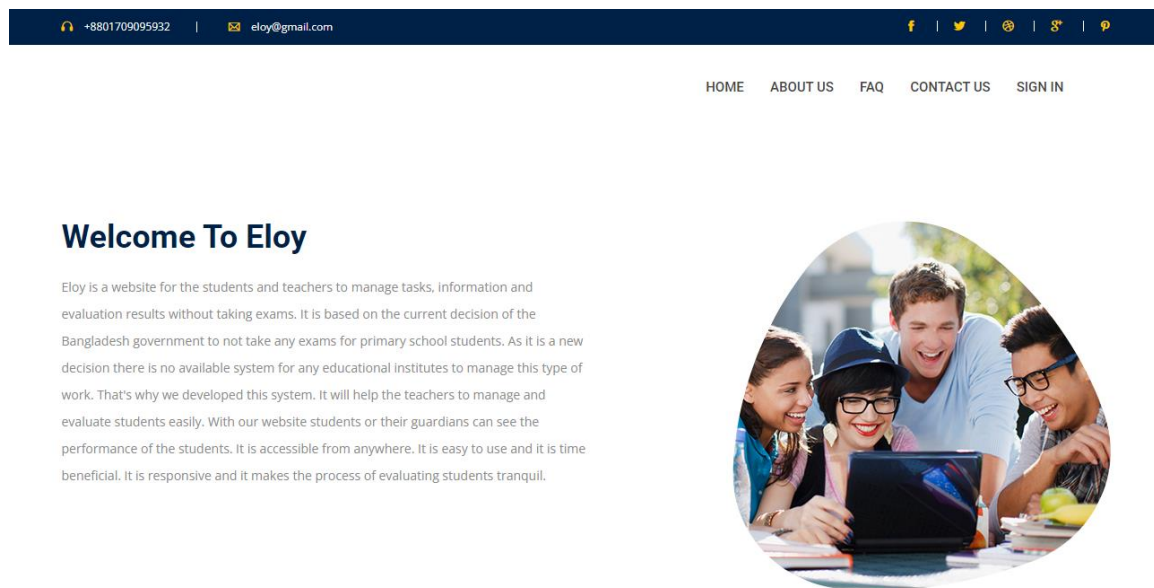 +8801709095932 | eloy@gmail.com | | | |
HOME ABOUT US FAQ CONTACT US SIGN IN
Welcome To Eloy
Eloy is a website for the students and teachers to manage tasks, information and
evaluation results without taking exams. It is based on the current decision of the
Bangladesh government to not take any exams for primary school students. As it is a new
decision there is no available system for any educational institutes to manage this type of
work. That's why we developed this system. It will help the teachers to manage and
evaluate students easily. With our website students or their guardians can see the
performance of the students. It is accessible from anywhere. It is easy to use and it is time
beneficial. It is responsive and it makes the process of evaluating students tranquil.